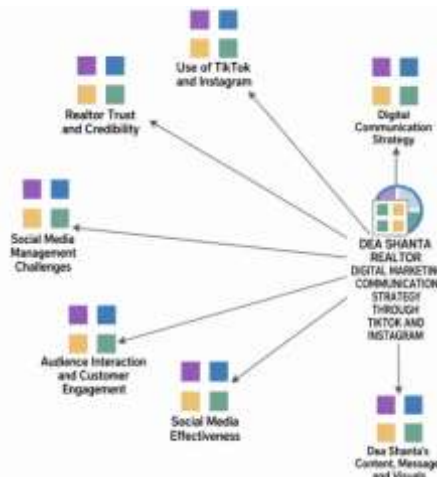 Use of TikTok
and Instagram
Realtor Trust
and Credibility
Digital
Communication
Strategy
Social Media
Management
Challenges
DEA SHANTA
REALTOR
DIGITAL MARKETING
COMMUNICATION
STRATEGY
THROUGH
TIKTOK AND
INSTAGRAM
Audience Interaction
and Customer
Engagement
Social Media
Effectiveness
Dea Shanta's
Content, Message
and Visuals